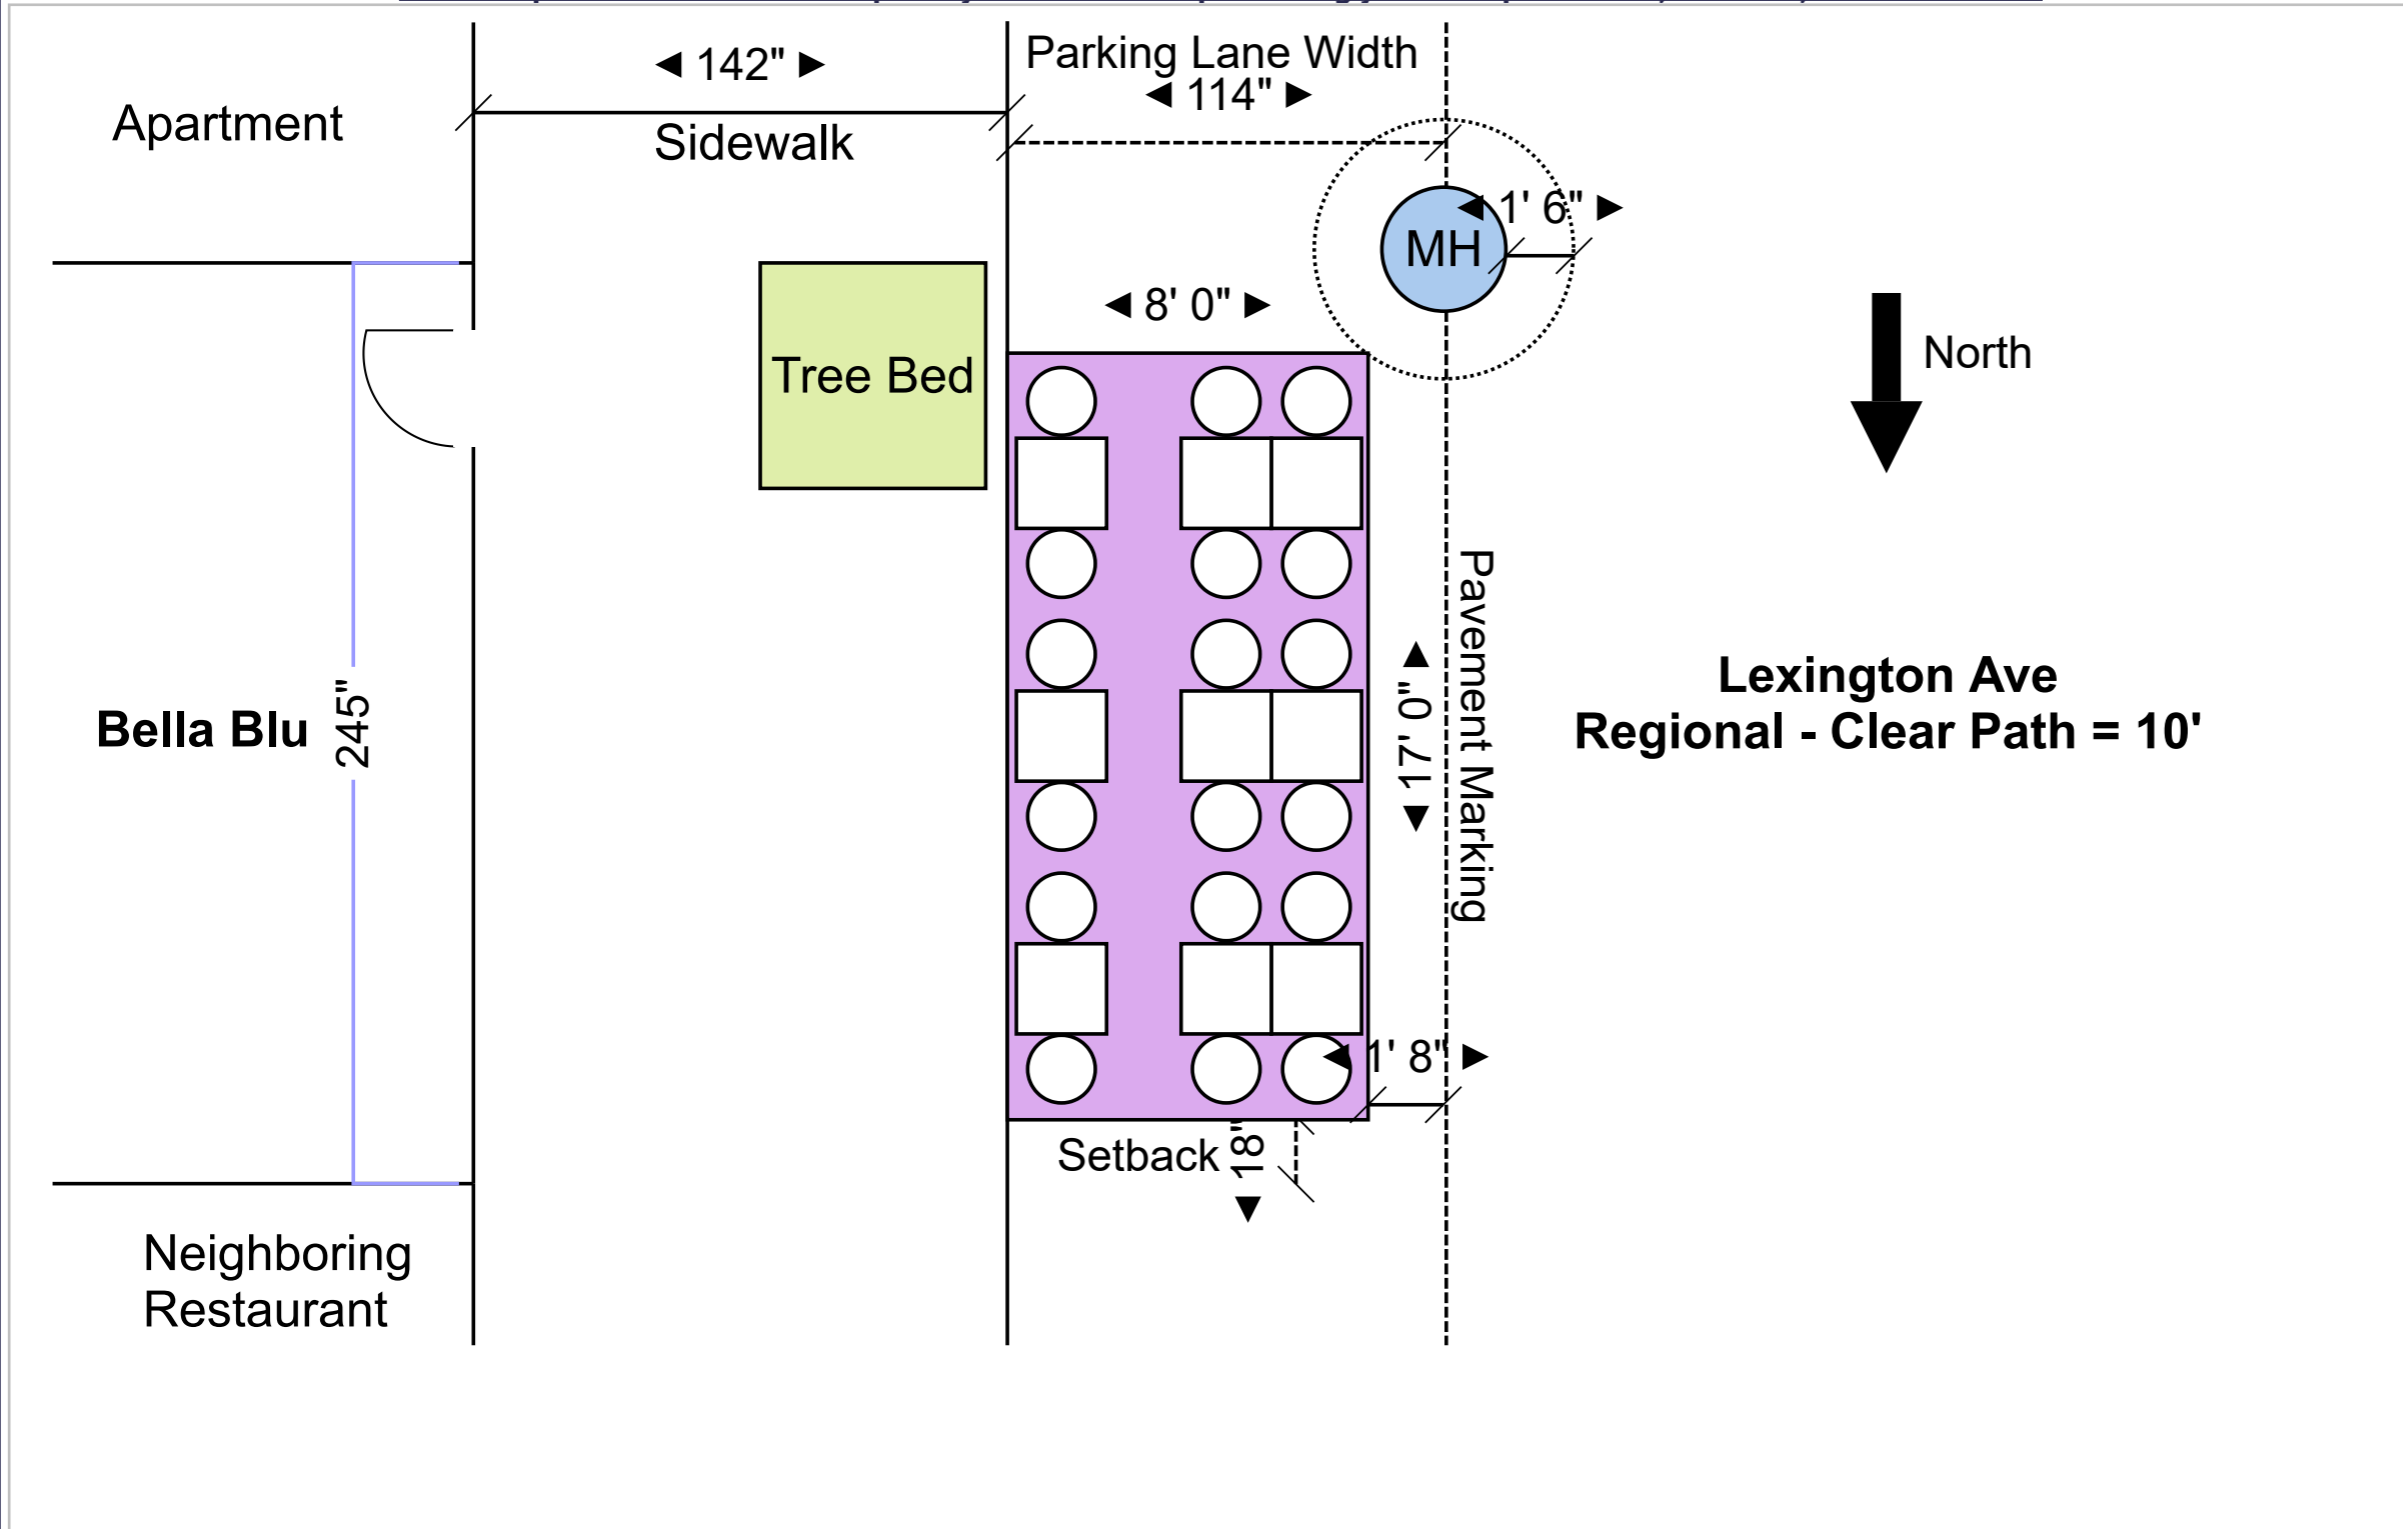 Parking Lane Width
◄ 142" ►
◄ 114" ►
Apartment
Sidewalk
◄ 1' 6" ►
MH
◄ 8' 0" ►
North
Tree Bed
Pavement Marking
◄ 17' 0" ►
Lexington Ave
Regional - Clear Path = 10'
Bella Blu
245"
◄ 1' 8" ►
Setback
◄ 18"
Neighboring
Restaurant